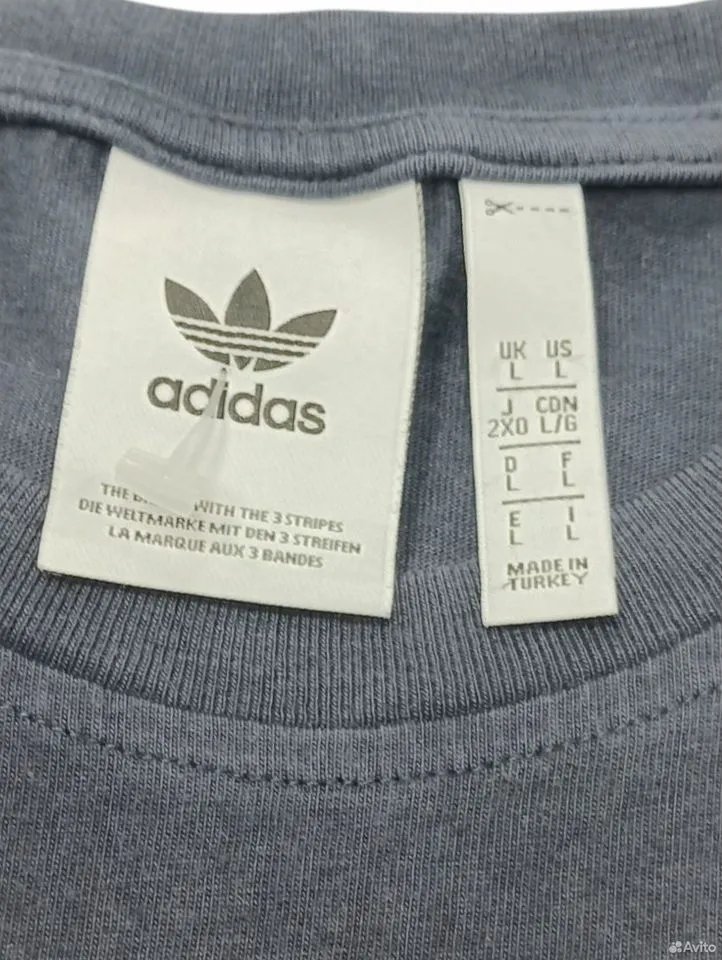 adidas
THE WITH THE 3 STRIPES
DIE WELTMARKE MIT DEN 3 STREIFEN
LA MARQUE AUX 3 BANDES
UK US
L L
J CDN
2XO L/G
D F
L L
E I
L L
MADE IN
TURKEY
Avito